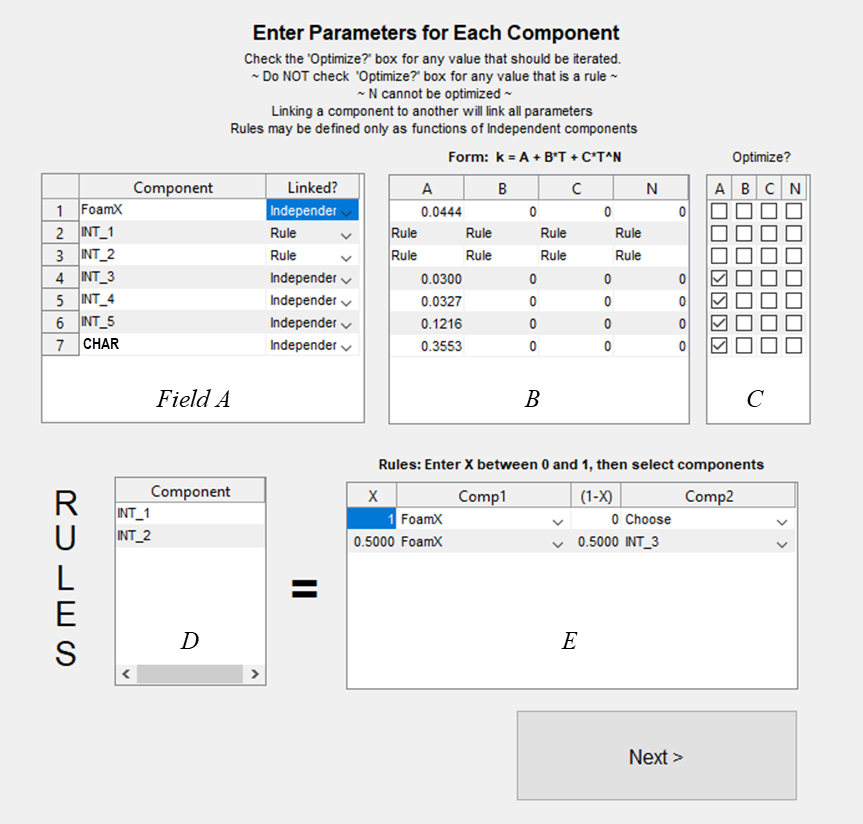 Enter Parameters for Each Component
Check the 'Optimize?' box for any value that should be iterated.
~ Do NOT check 'Optimize?' box for any value that is a rule ~
~ N cannot be optimized ~
Linking a component to another will link all parameters
Rules may be defined only as functions of Independent components
Form: k = A + B*T + C*T^N
Optimize?
Component Linked?
A B C N
A B C N
1 FoamX Independer 0.0444 0 0 0
2 INT_1 Rule Rule Rule Rule Rule
3 INT_2 Rule Rule Rule Rule Rule
4 INT_3 Independer 0.0300 0 0 0
5 INT_4 Independer 0.0327 0 0 0
6 INT_5 Independer 0.1216 0 0 0
7 CHAR Independer 0.3553 0 0 0
Field A
B
C
Rules: Enter X between 0 and 1, then select components
RULES
Component
INT_1
INT_2
D
=
X Comp1 (1-X) Comp2
1 FoamX 0 Choose
0.5000 FoamX 0.5000 INT_3
E
Next >